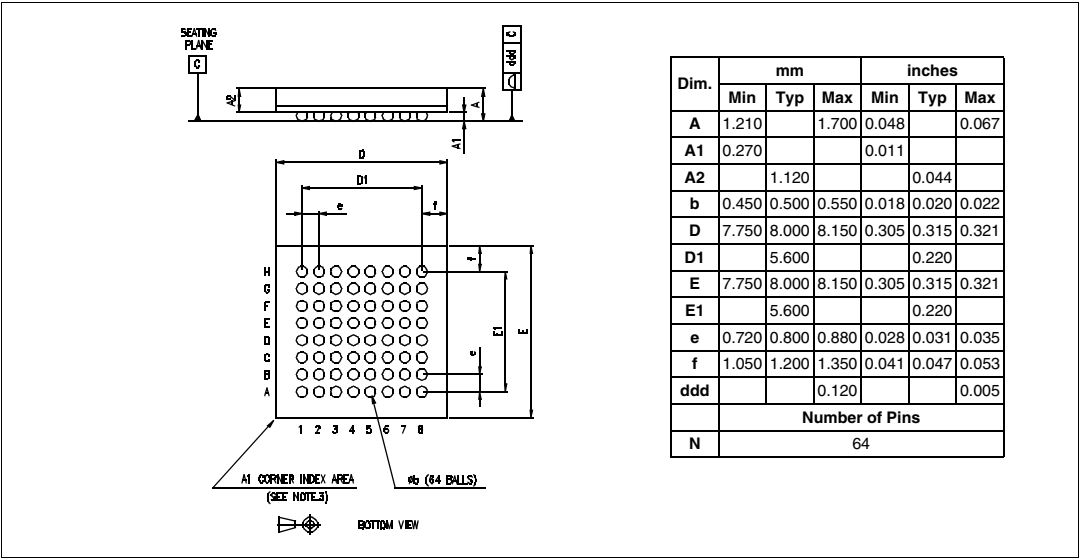 SEATING
PLANE
C
ddd C
A2
A
A1
D
D1
e
f
H
G
F
E
D
C
B
A
f
E1
E
e
1 2 3 4 5 6 7 8
A1 CORNER INDEX AREA
(SEE NOTE.3)
øb (64 BALLS)
BOTTOM VIEW
Dim. mm inches
Min Typ Max Min Typ Max
A 1.210 1.700 0.048 0.067
A1 0.270 0.011
A2 1.120 0.044
b 0.450 0.500 0.550 0.018 0.020 0.022
D 7.750 8.000 8.150 0.305 0.315 0.321
D1 5.600 0.220
E 7.750 8.000 8.150 0.305 0.315 0.321
E1 5.600 0.220
e 0.720 0.800 0.880 0.028 0.031 0.035
f 1.050 1.200 1.350 0.041 0.047 0.053
ddd 0.120 0.005
Number of Pins
N 64